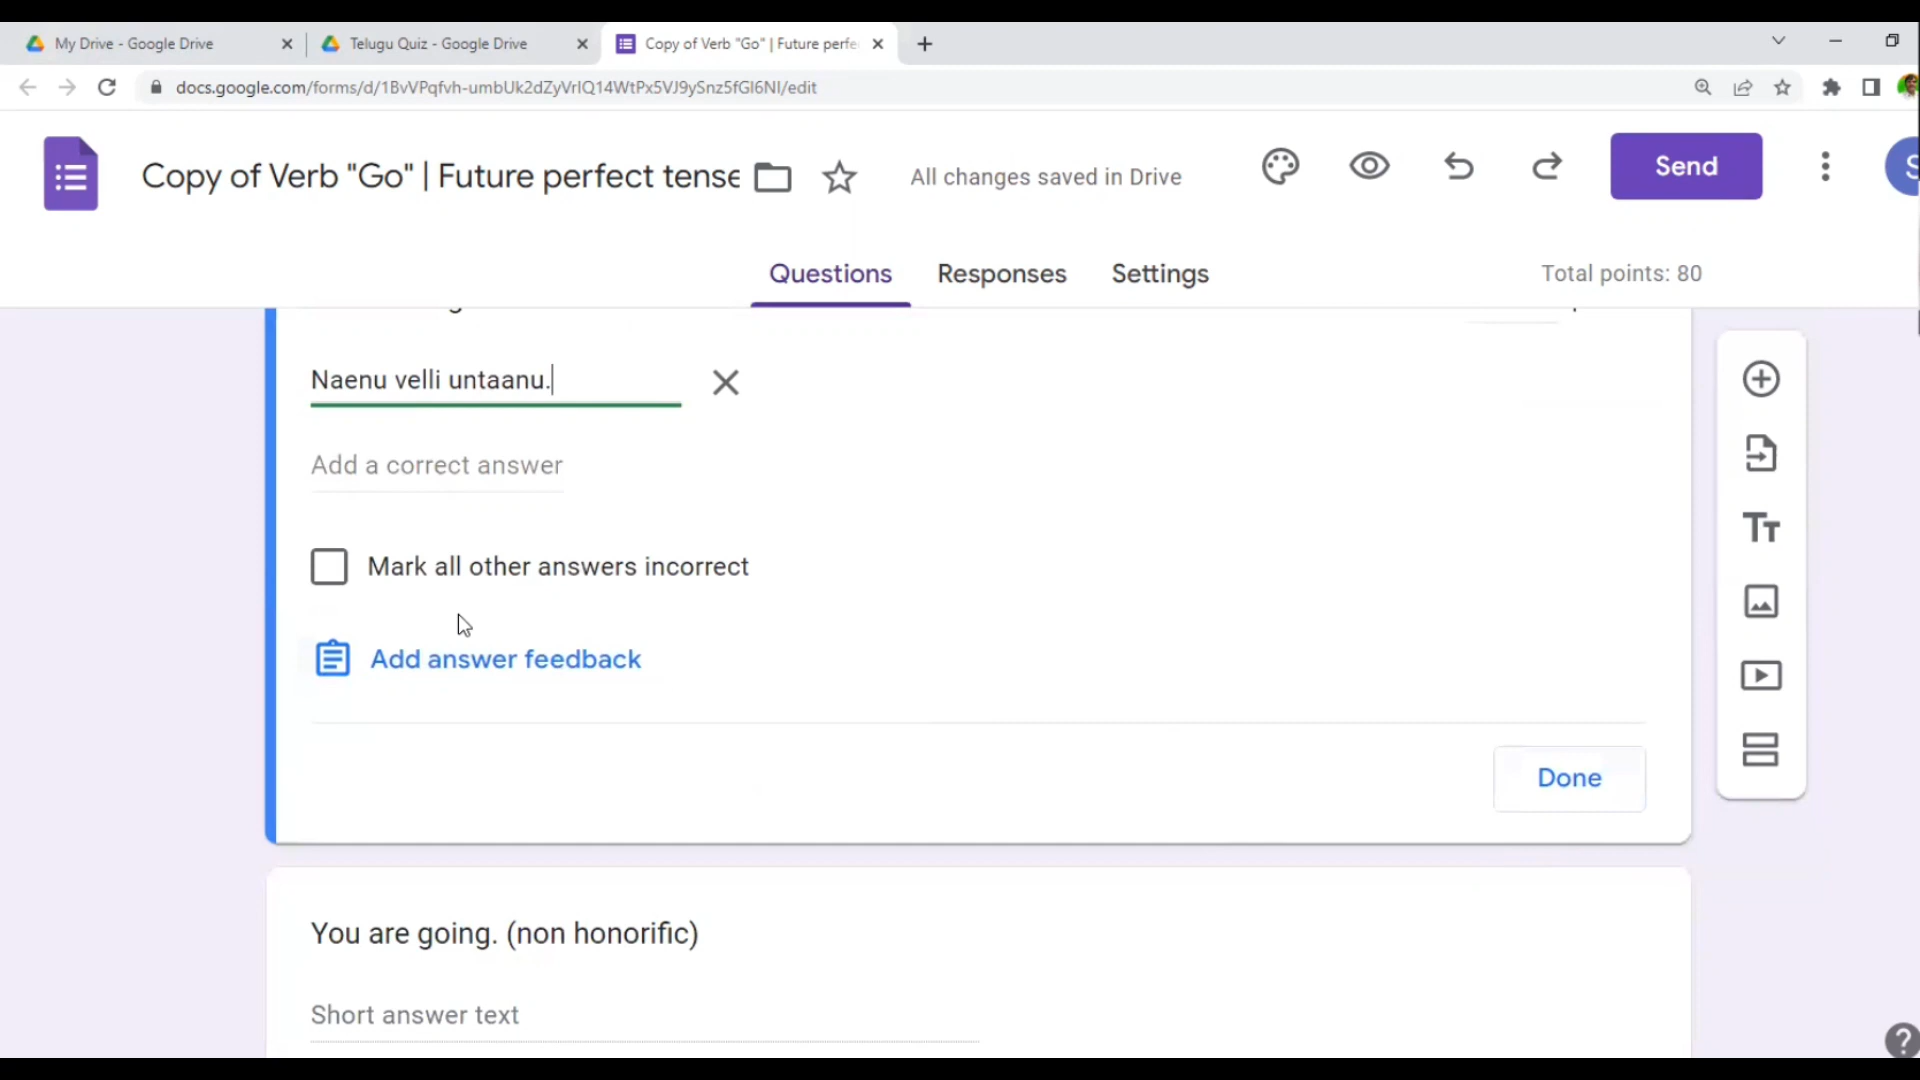 My Drive - Google Drive
Telugu Quiz - Google Drive
Copy of Verb "Go" | Future perfe
docs.google.com/forms/d/1BvVPqfvh-umbUk2dZyVrIQ14WtPx5VJ9ySnz5fGl6NI/edit
Copy of Verb "Go" | Future perfect tense
All changes saved in Drive
Send
S
Questions
Responses
Settings
Total points: 80
Naenu velli untaanu.
Add a correct answer
Mark all other answers incorrect
Add answer feedback
Done
You are going. (non honorific)
Short answer text